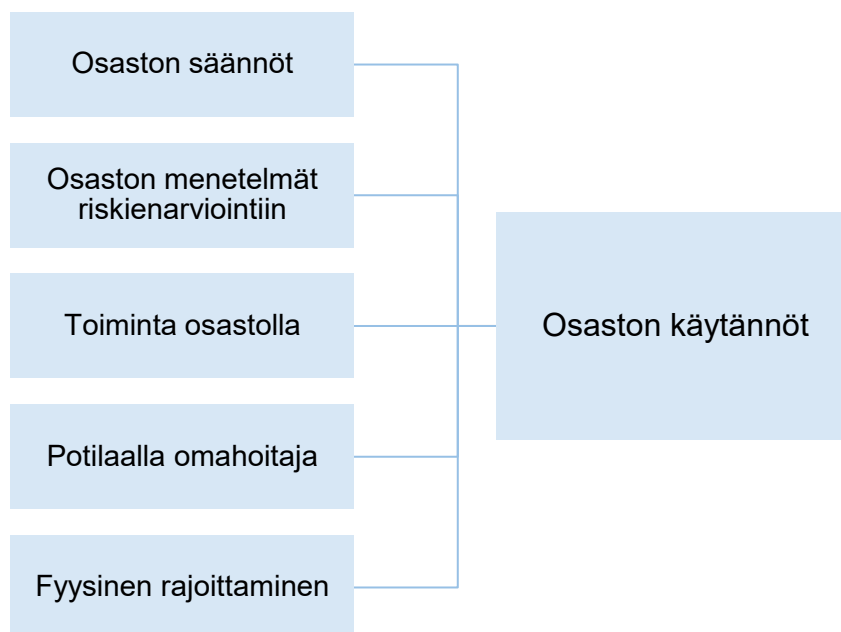 Osaston säännöt
Osaston menetelmät
riskienarviointiin
Toiminta osastolla
Osaston käytännöt
Potilaalla omahoitaja
Fyysinen rajoittaminen